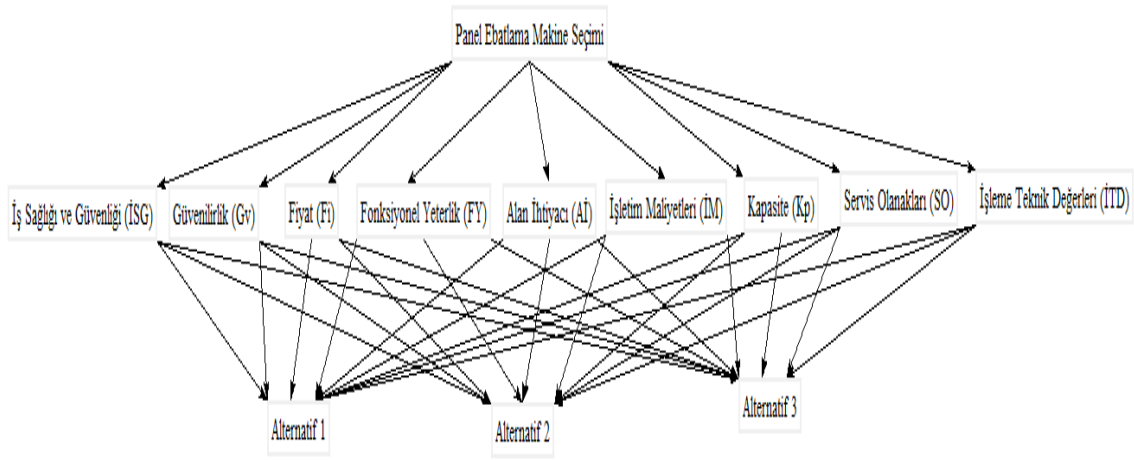 Panel Ebatlama Makine Seçimi
İş Sağlığı ve Güvenliği (İSG)
Güvenilirlik (Gv)
Fiyat (Fi)
Fonksiyonel Yeterlik (FY)
Alan İhtiyacı (Aİ)
İşletim Maliyetleri (İM)
Kapasite (Kp)
Servis Olanakları (SO)
İşleme Teknik Değerleri (İTD)
Alternatif 1
Alternatif 2
Alternatif 3